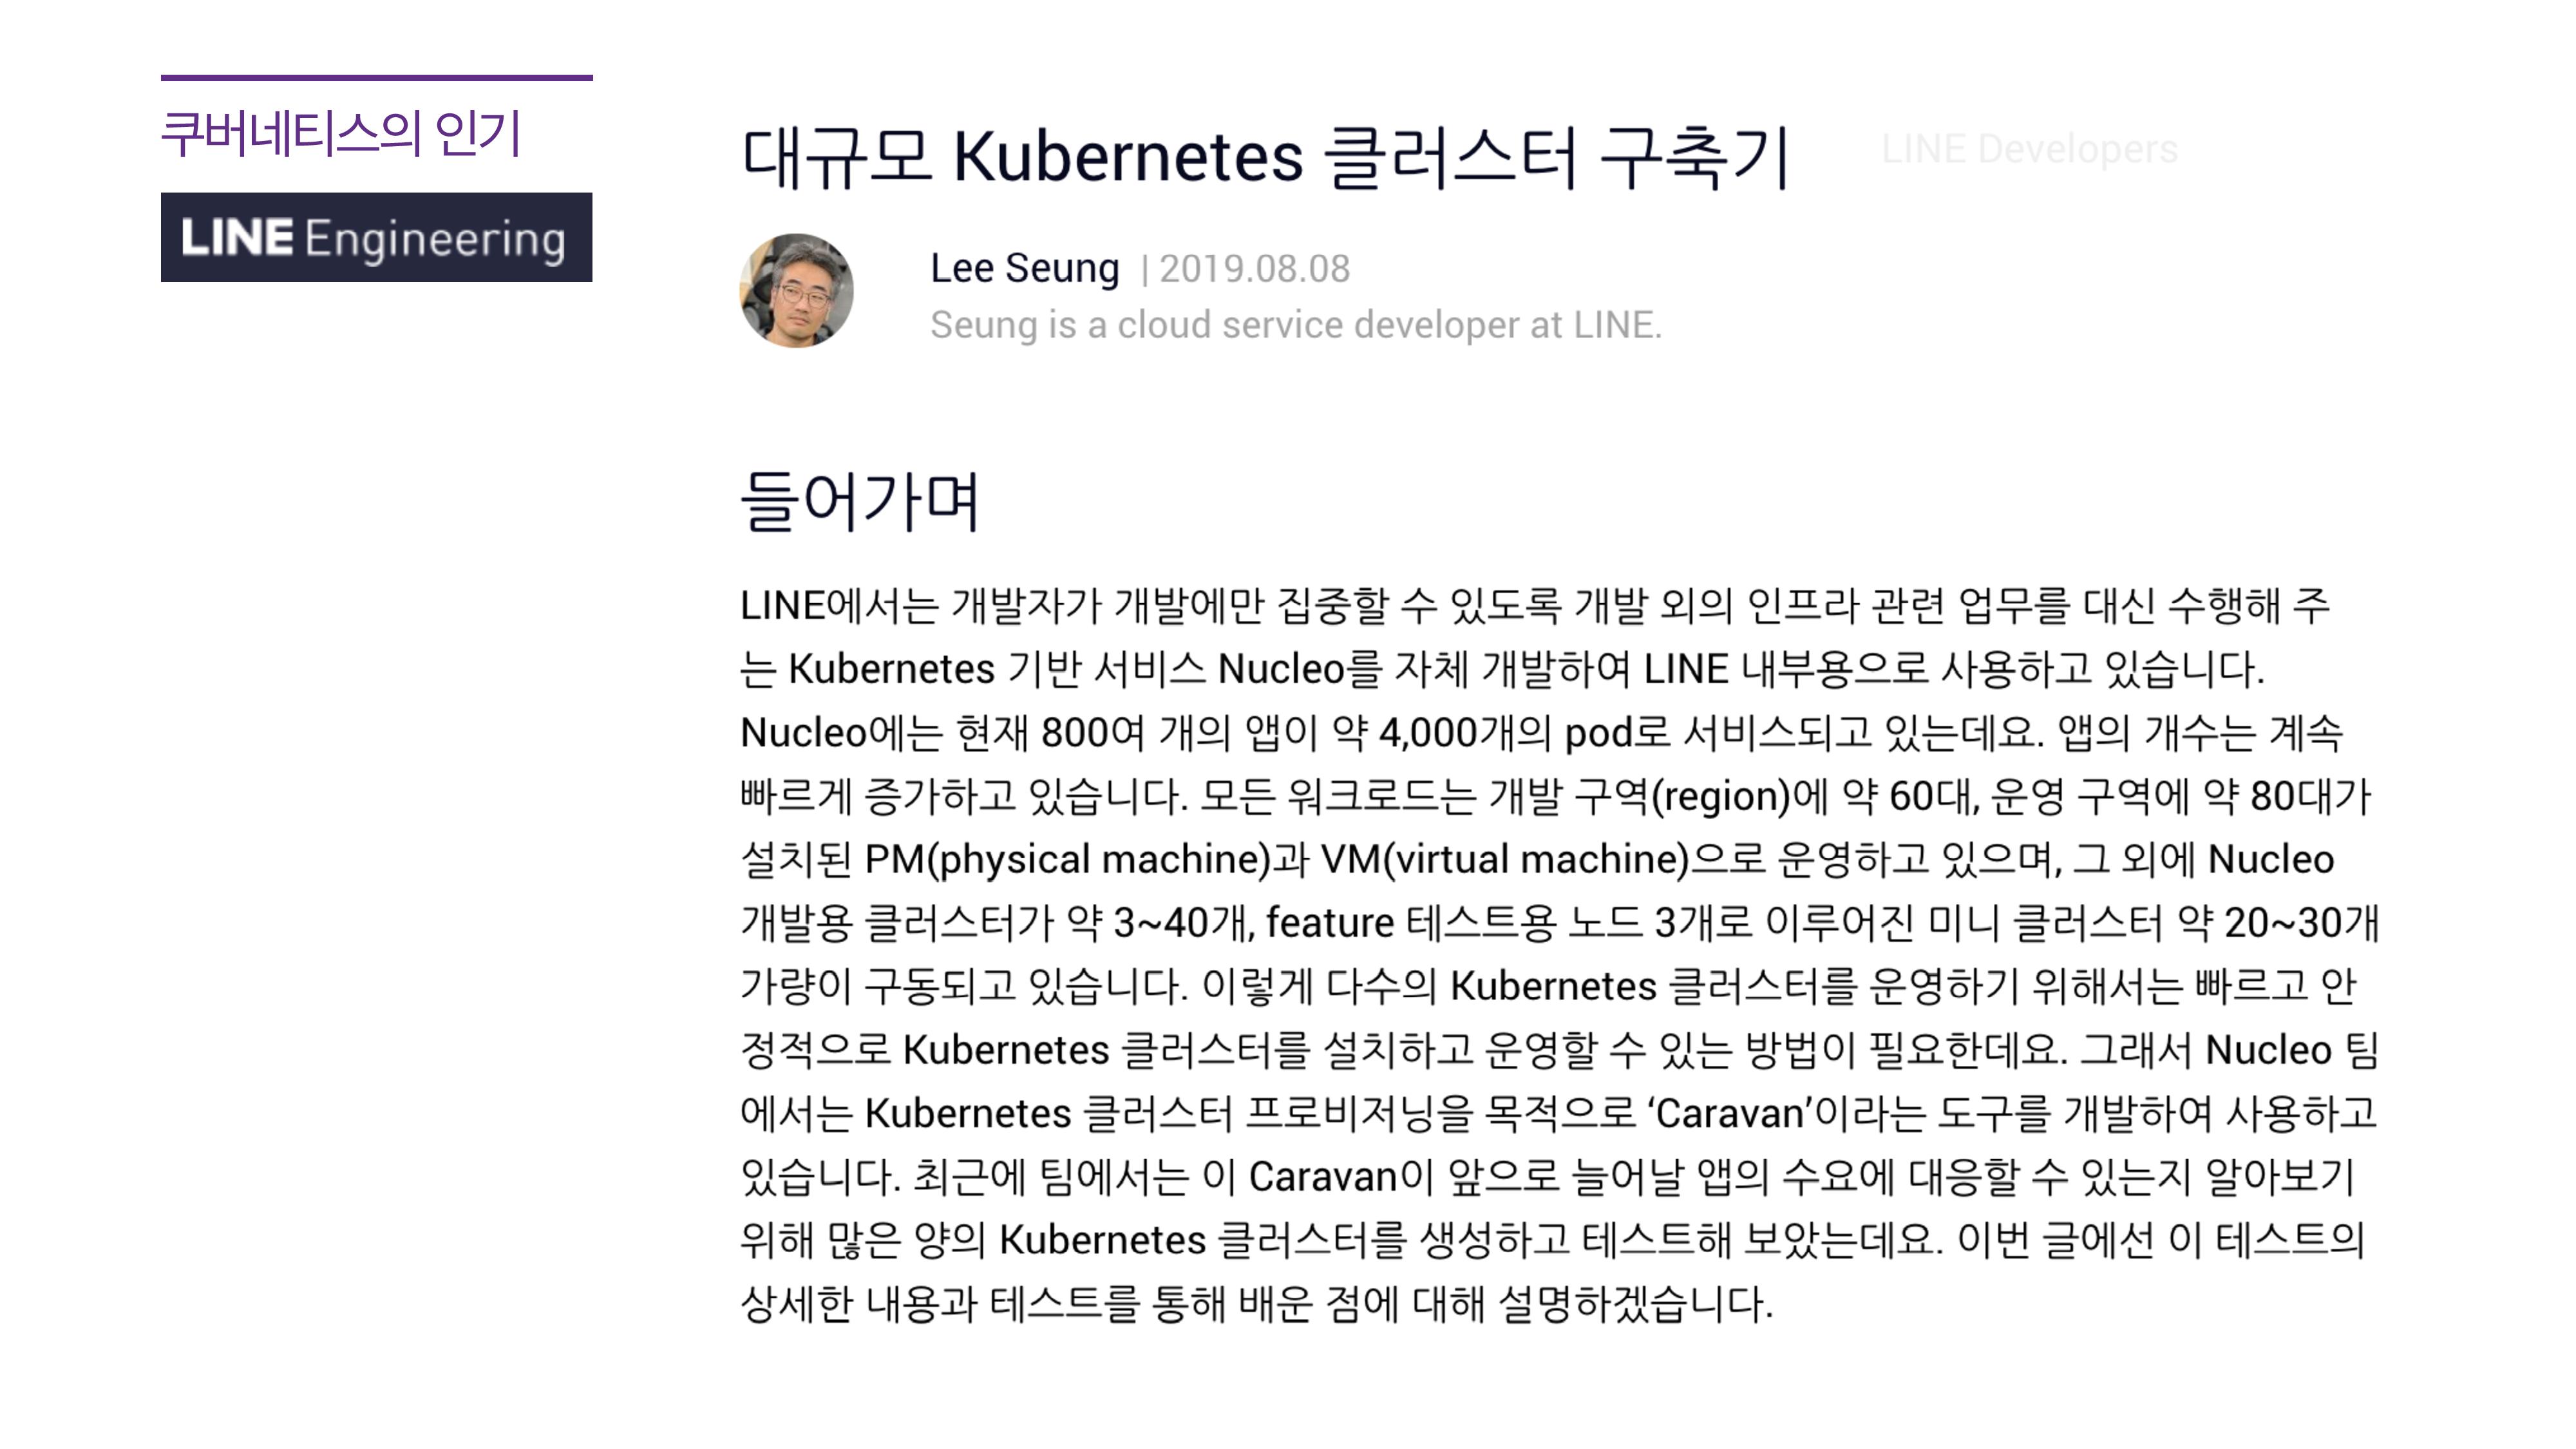 쿠버네티스의 인기
LINE Engineering
대규모 Kubernetes 클러스터 구축기
LINE Developers
Lee Seung | 2019.08.08
Seung is a cloud service developer at LINE.
들어가며
LINE에서는 개발자가 개발에만 집중할 수 있도록 개발 외의 인프라 관련 업무를 대신 수행해 주
는 Kubernetes 기반 서비스 Nucleo를 자체 개발하여 LINE 내부용으로 사용하고 있습니다.
Nucleo에는 현재 800여 개의 앱이 약 4,000개의 pod로 서비스되고 있는데요. 앱의 개수는 계속
빠르게 증가하고 있습니다. 모든 워크로드는 개발 구역(region)에 약 60대, 운영 구역에 약 80대가
설치된 PM(physical machine)과 VM(virtual machine)으로 운영하고 있으며, 그 외에 Nucleo
개발용 클러스터가 약 3~40개, feature 테스트용 노드 3개로 이루어진 미니 클러스터 약 20~30개
가량이 구동되고 있습니다. 이렇게 다수의 Kubernetes 클러스터를 운영하기 위해서는 빠르고 안
정적으로 Kubernetes 클러스터를 설치하고 운영할 수 있는 방법이 필요한데요. 그래서 Nucleo 팀
에서는 Kubernetes 클러스터 프로비저닝을 목적으로 ‘Caravan’이라는 도구를 개발하여 사용하고
있습니다. 최근에 팀에서는 이 Caravan이 앞으로 늘어날 앱의 수요에 대응할 수 있는지 알아보기
위해 많은 양의 Kubernetes 클러스터를 생성하고 테스트해 보았는데요. 이번 글에선 이 테스트의
상세한 내용과 테스트를 통해 배운 점에 대해 설명하겠습니다.